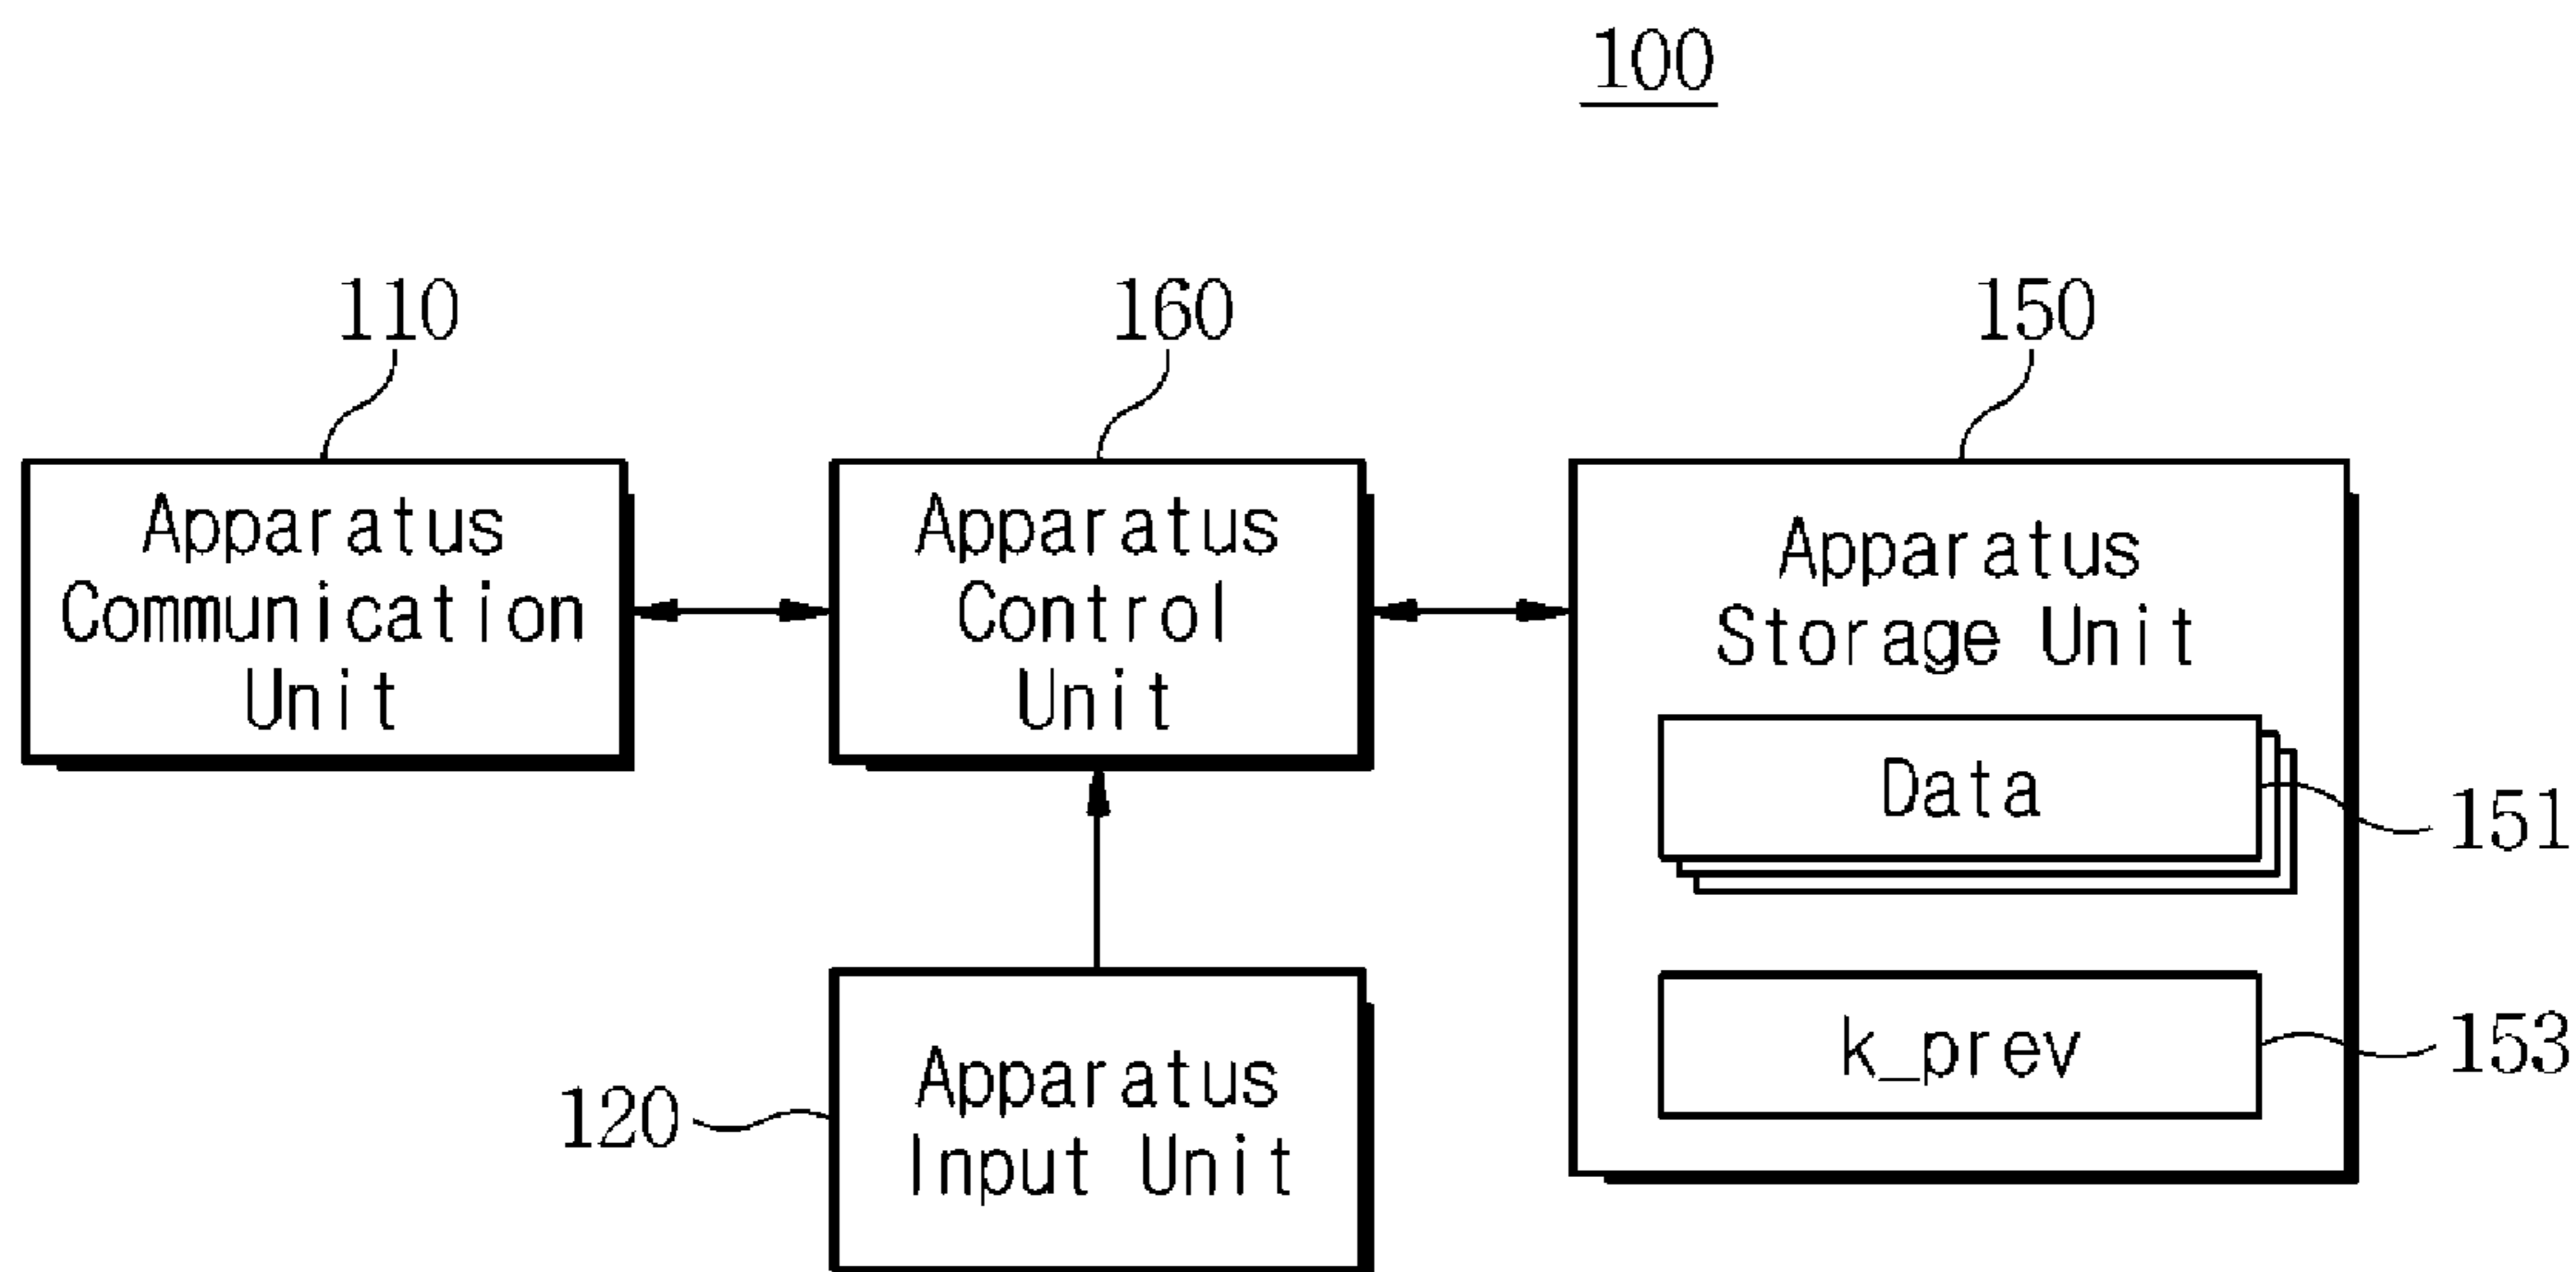 100
110
160
150
Apparatus
Communication
Unit
Apparatus
Control
Unit
Apparatus
Storage Unit
Data
151
k_prev
153
120
Apparatus
Input Unit